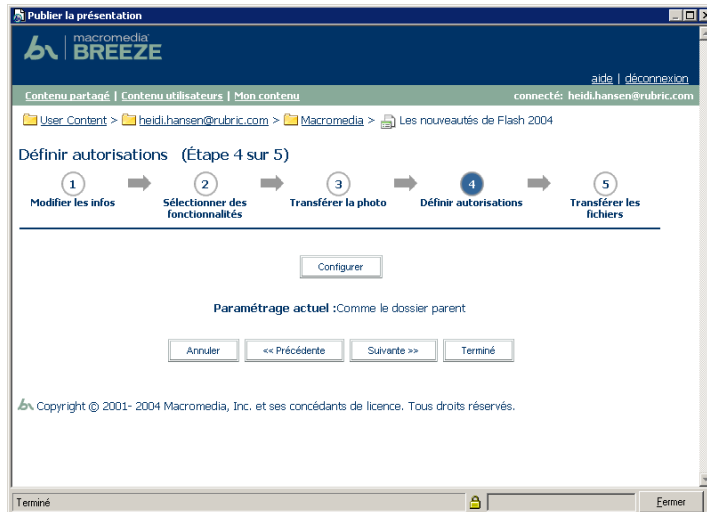 Publier la présentation
macromedia
BREEZE
aide | déconnexion
Contenu partagé | Contenu utilisateurs | Mon contenu
connecté: heidi.hansen@rubric.com
User Content > heidi.hansen@rubric.com > Macromedia > Les nouveautés de Flash 2004
Définir autorisations (Étape 4 sur 5)
1 2 3 4 5
Modifier les infos
Sélectionner des fonctionnalités
Transférer la photo
Définir autorisations
Transférer les fichiers
Configurer
Paramétrage actuel :Comme le dossier parent
Annuler
<< Précédente
Suivante >>
Terminé
Copyright © 2001- 2004 Macromedia, Inc. et ses concédants de licence. Tous droits réservés.
Terminé
Fermer